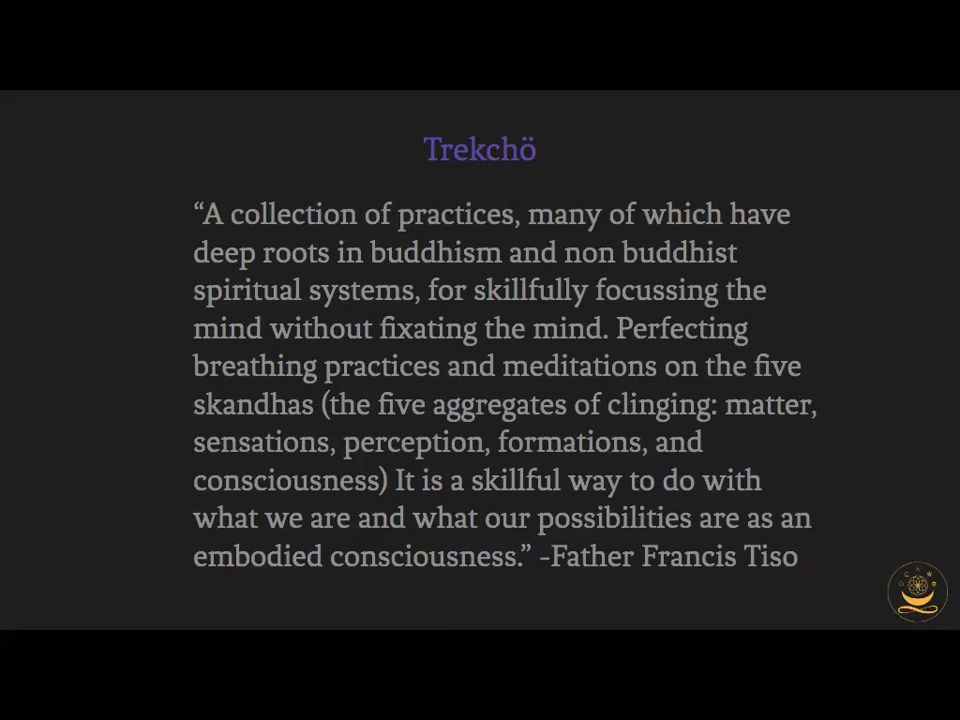 Trekchö
“A collection of practices, many of which have
deep roots in buddhism and non buddhist
spiritual systems, for skillfully focussing the
mind without fixating the mind. Perfecting
breathing practices and meditations on the five
skandhas (the five aggregates of clinging: matter,
sensations, perception, formations, and
consciousness) It is a skillful way to do with
what we are and what our possibilities are as an
embodied consciousness.” -Father Francis Tiso